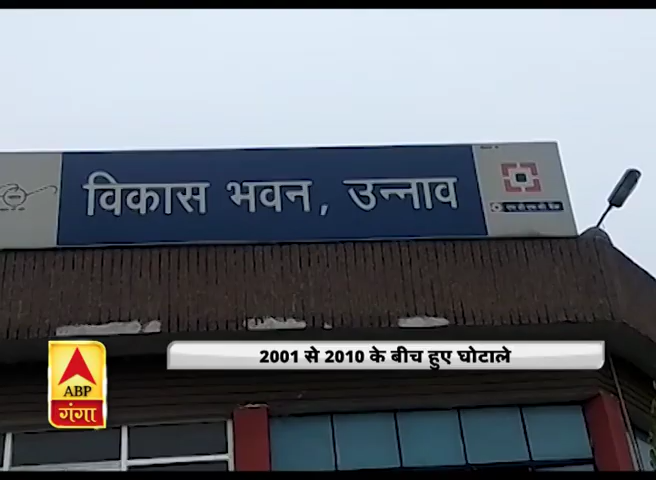 विकास भवन, उन्नाव
2001 से 2010 के बीच हुए घोटाले
ABP
गंगा